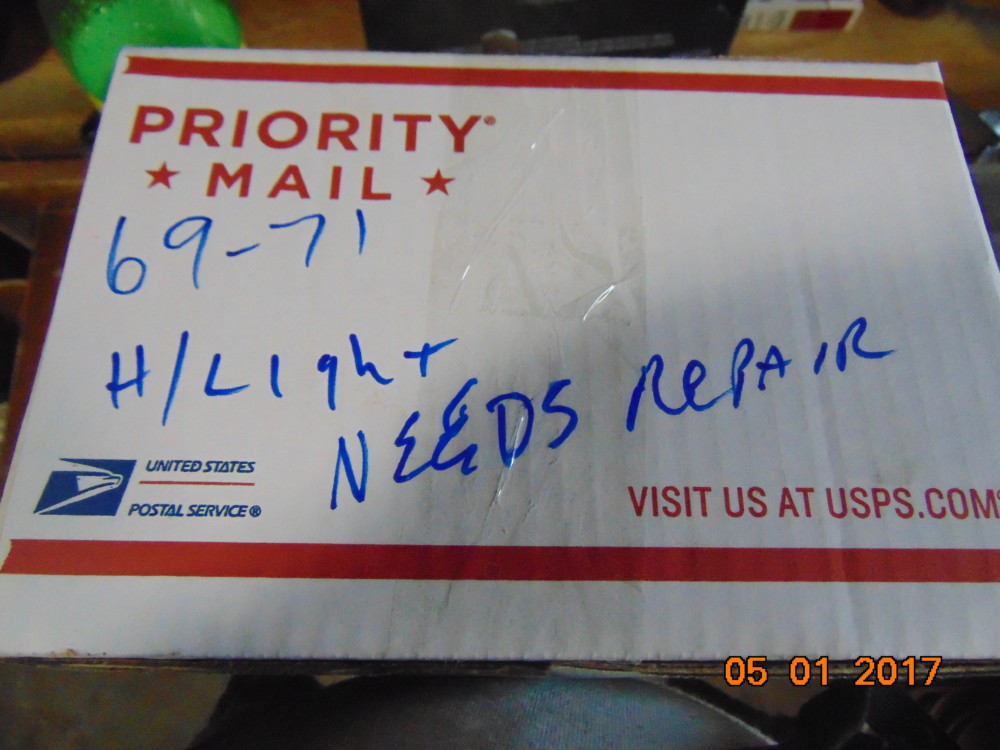 PRIORITY®
★ MAIL ★
69-71
H/Light
NEEDS REPAIR
UNITED STATES
POSTAL SERVICE®
VISIT US AT USPS.COM®
05 01 2017